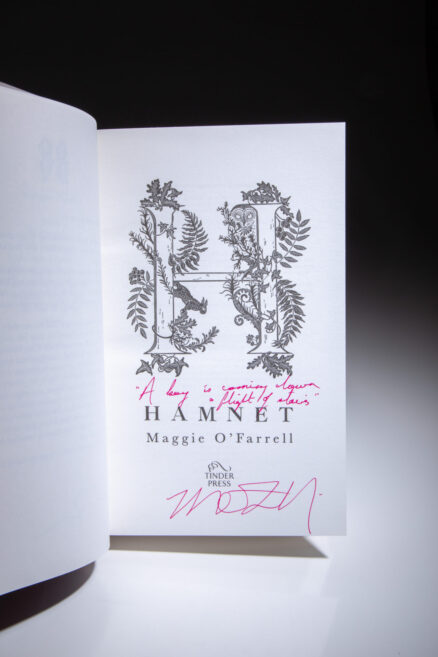 H
"A boy is coming down
a flight of stairs"
HAMNET
Maggie O'Farrell
TINDER
PRESS